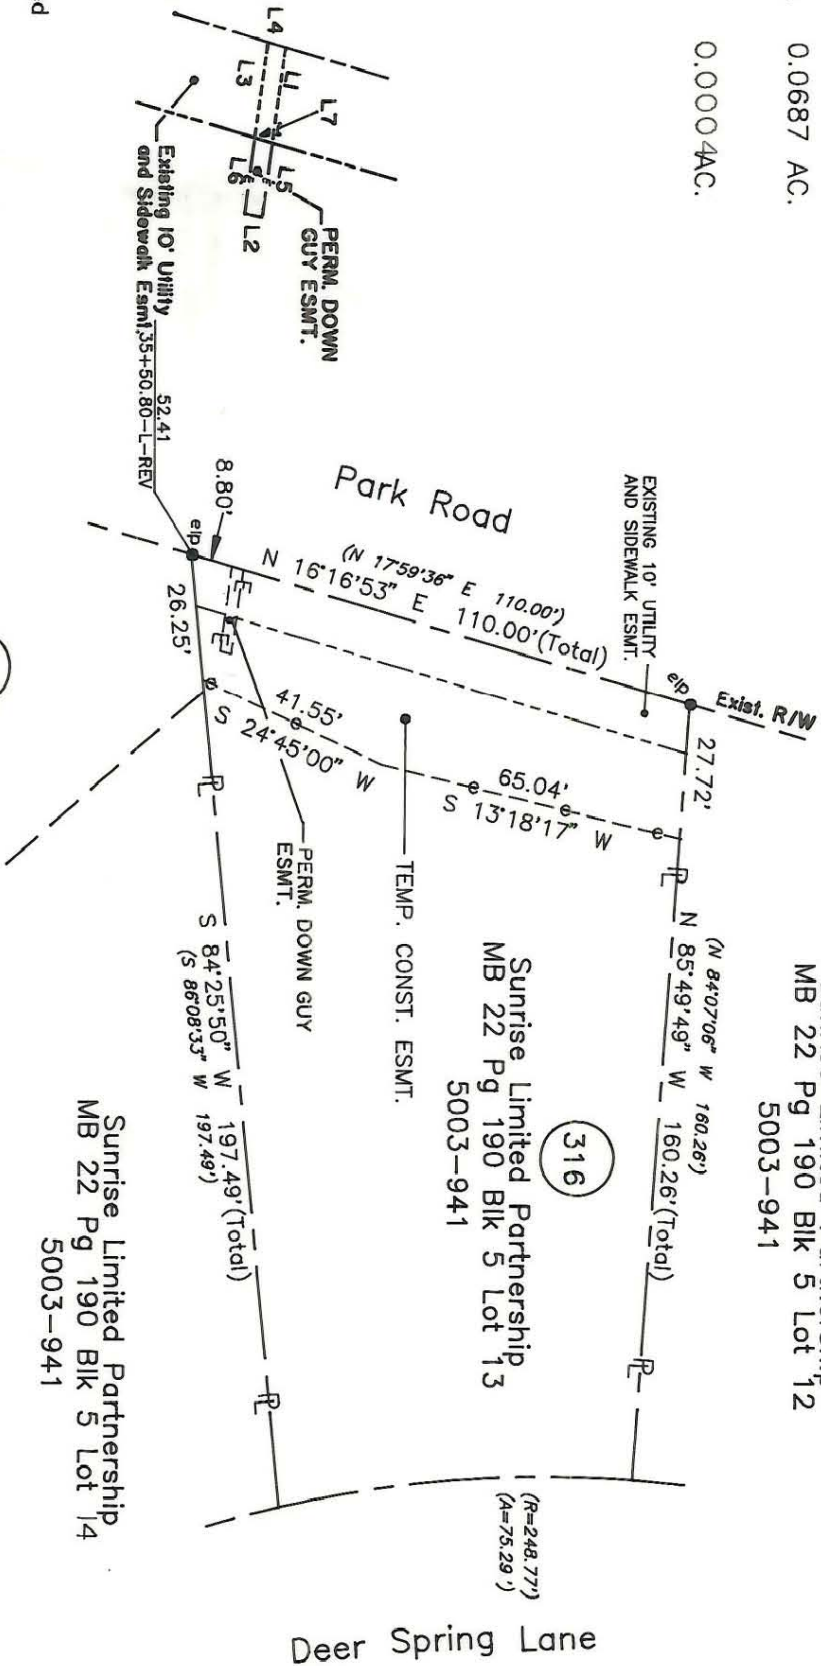 0.0687 AC.
0.0004AC.
d
L4
L3
L1
L7
L6
L5
L2
PERM. DOWN
GUY ESMT.
Existing 10' Utility
and Sidewalk Esmt.
52.41
35+50.80-L-REV
Park Road
EXISTING 10' UTILITY
AND SIDEWALK ESMT.
8.80'
eip
(N 17°59'36" E 110.00')
N 16°16'53" E 110.00'(Total)
eip
Exist. R/W
26.25'
27.72'
E
E
41.55'
S 24°45'00" W
65.04'
S 13°18'17" W
PL
PL
PERM. DOWN GUY
ESMT.
TEMP. CONST. ESMT.
(N 84°07'06" W 160.26')
N 85°49'49" W 160.26'(Total)
S 84°25'50" W 197.49'(Total)
(S 86°08'33" W 197.49')
MB 22 Pg 190 Blk 5 Lot 12
5003-941
316
Sunrise Limited Partnership
MB 22 Pg 190 Blk 5 Lot 13
5003-941
Sunrise Limited Partnership
MB 22 Pg 190 Blk 5 Lot 14
5003-941
PL
PL
(R=248.77')
(A=75.29')
Deer Spring Lane